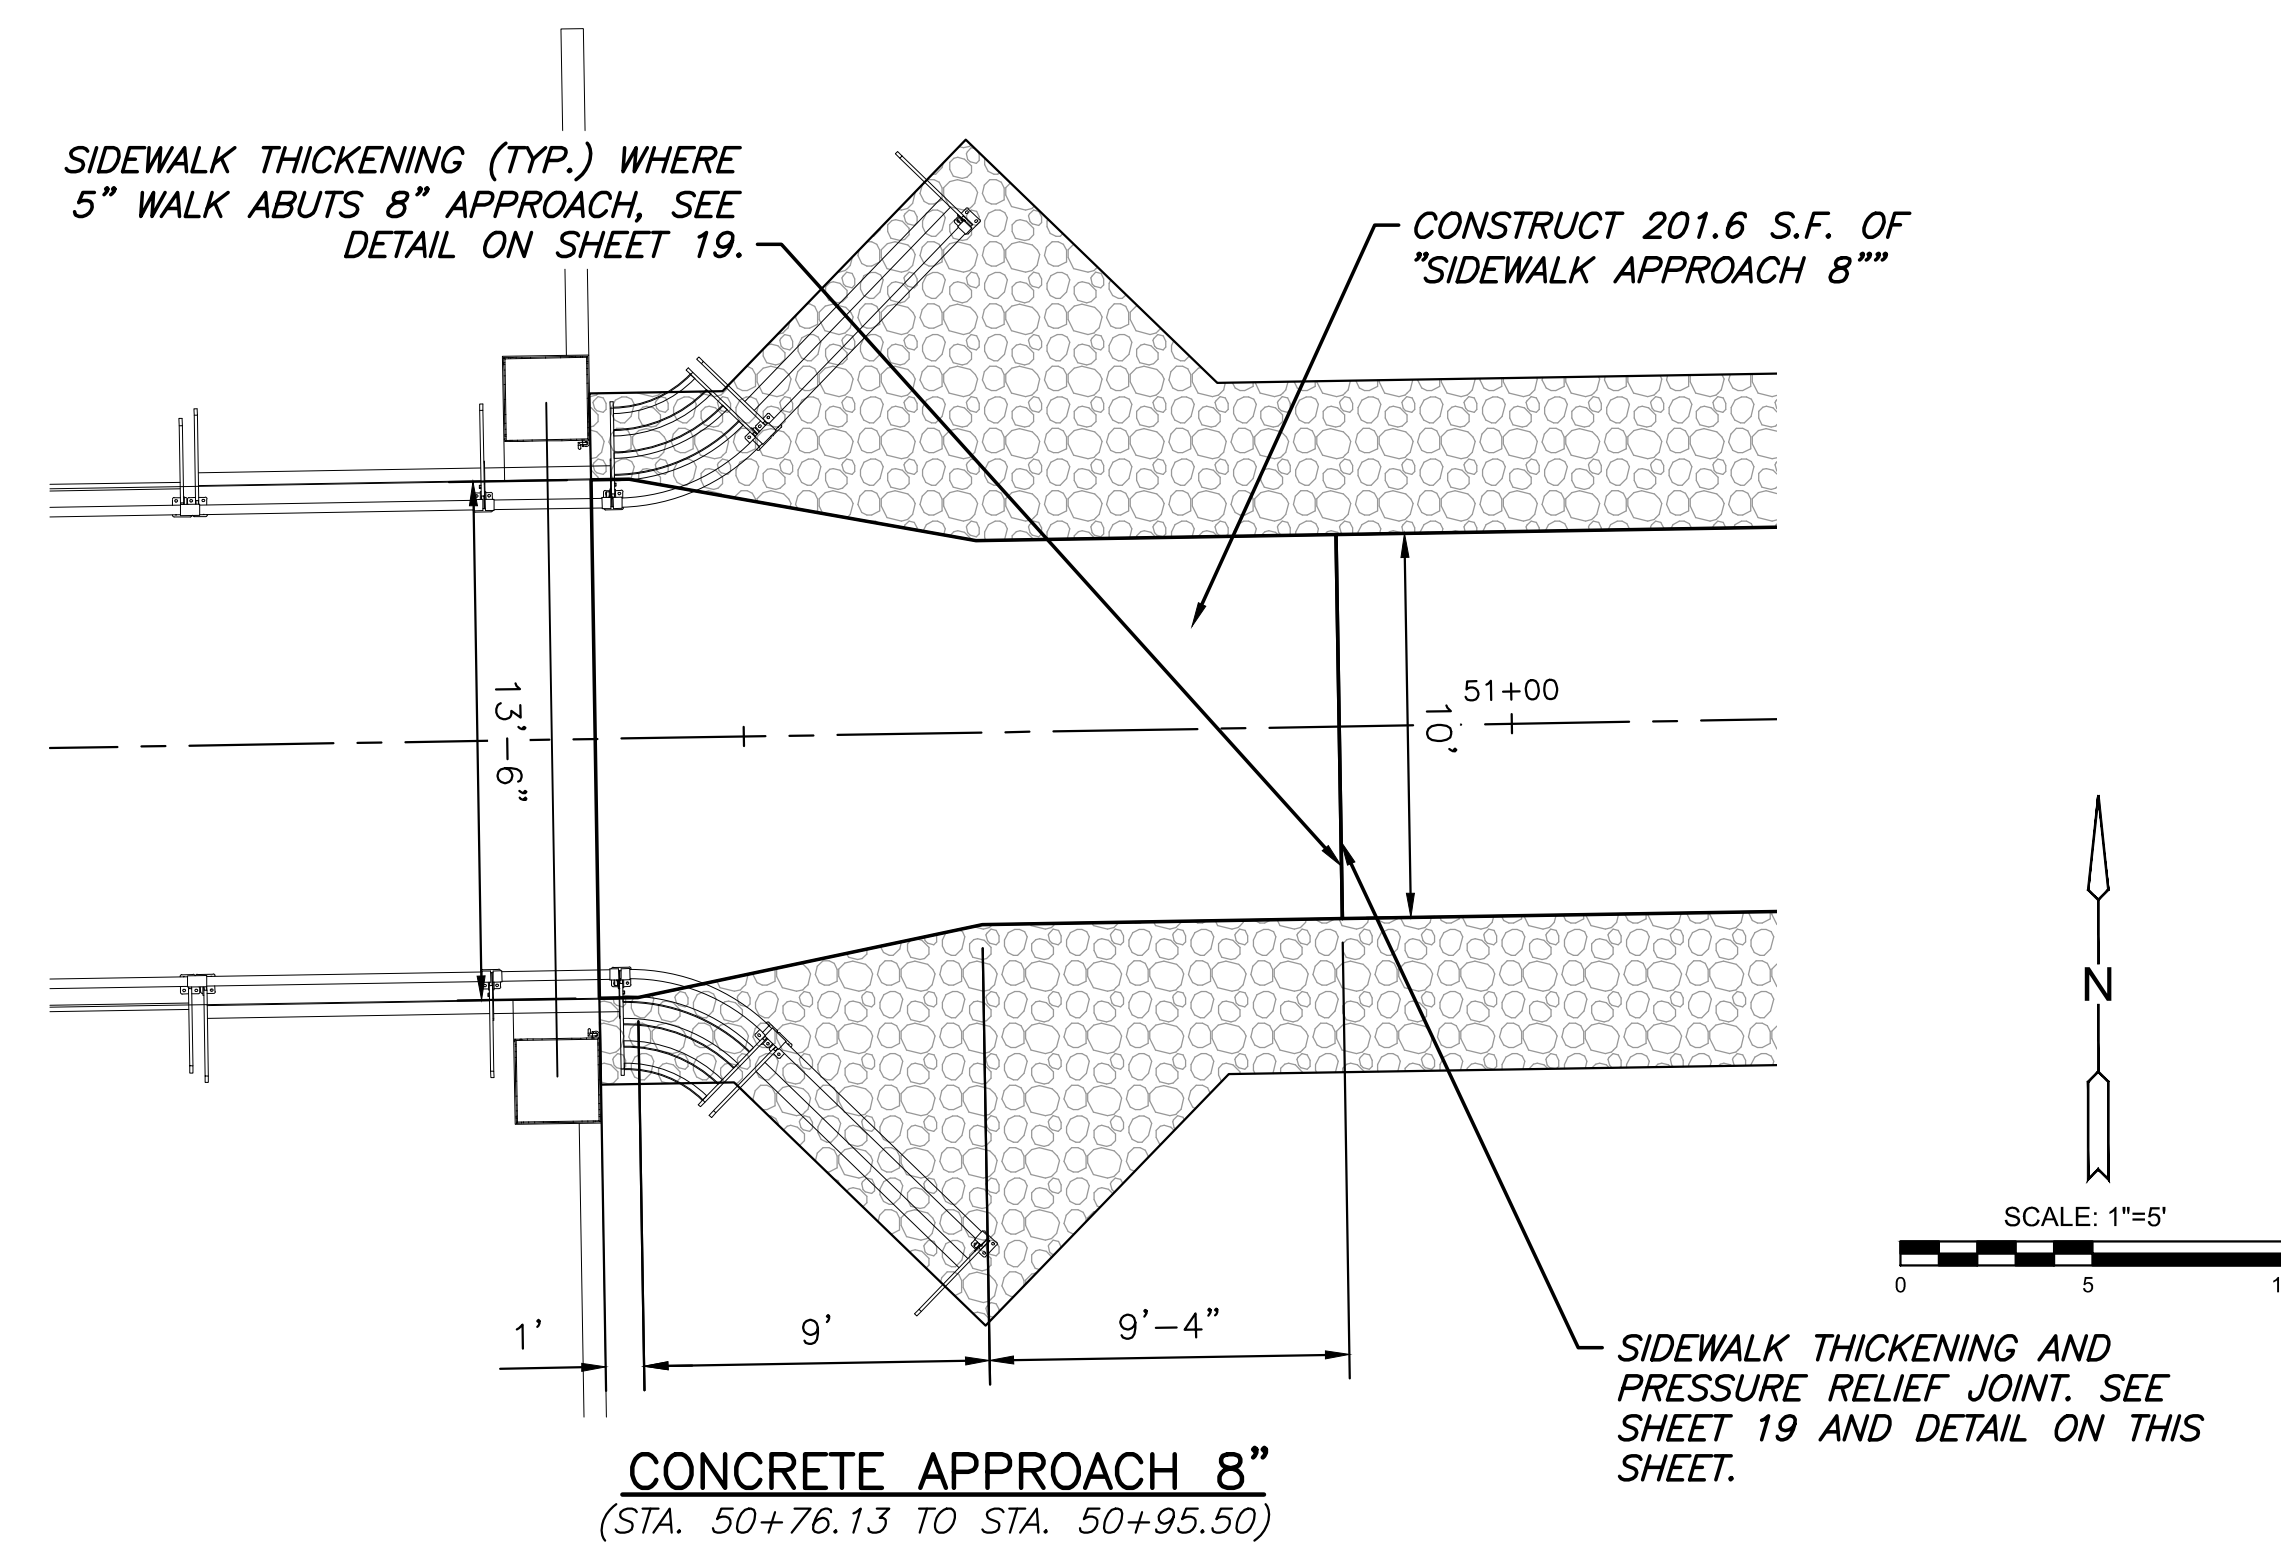 SIDEWALK THICKENING (TYP.) WHERE
5" WALK ABUTS 8" APPROACH, SEE
DETAIL ON SHEET 19.
CONSTRUCT 201.6 S.F. OF
"SIDEWALK APPROACH 8""
13'-6"
51+00
10'
N
SCALE: 1"=5'
0 5
1' 9' 9'-4"
SIDEWALK THICKENING AND
PRESSURE RELIEF JOINT. SEE
SHEET 19 AND DETAIL ON THIS
SHEET.
CONCRETE APPROACH 8"
(STA. 50+76.13 TO STA. 50+95.50)